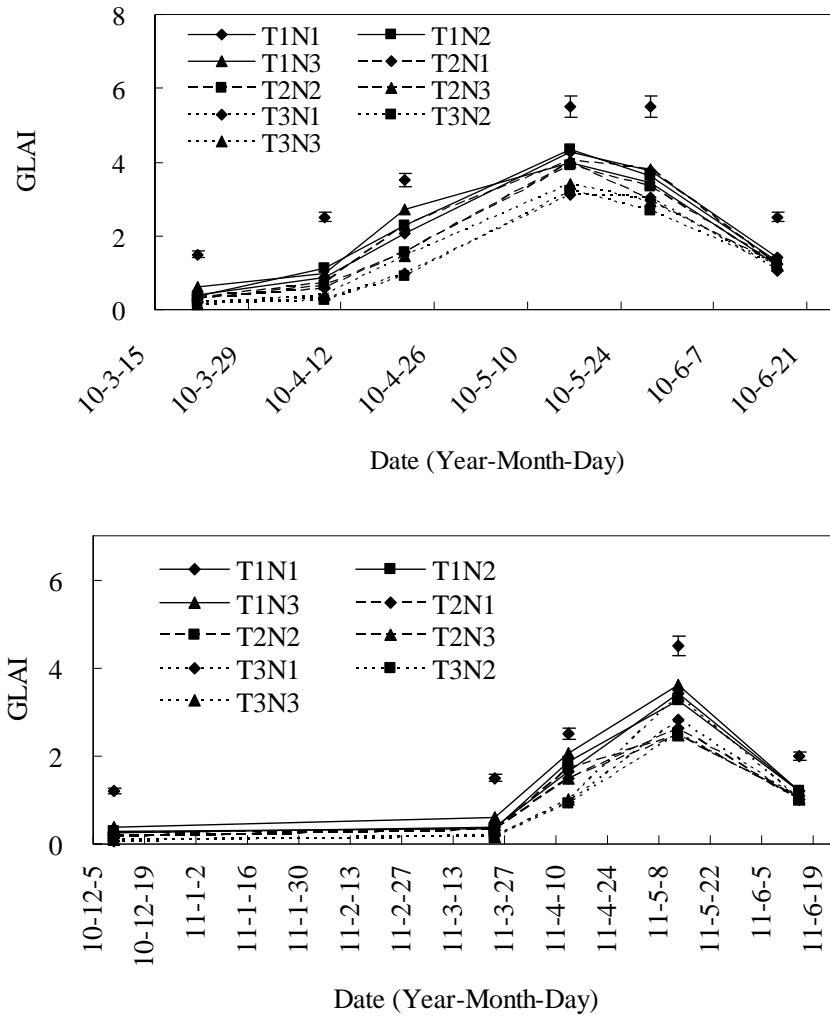 8
6
4
2
0
GLAI
T1N1
T1N2
T1N3
T2N1
T2N2
T2N3
T3N1
T3N2
T3N3
10-3-15
10-3-29
10-4-12
10-4-26
10-5-10
10-5-24
10-6-7
10-6-21
Date (Year-Month-Day)
6
4
2
0
GLAI
T1N1
T1N2
T1N3
T2N1
T2N2
T2N3
T3N1
T3N2
T3N3
10-12-5
10-12-19
11-1-2
11-1-16
11-1-30
11-2-13
11-2-27
11-3-13
11-3-27
11-4-10
11-4-24
11-5-8
11-5-22
11-6-5
11-6-19
Date (Year-Month-Day)